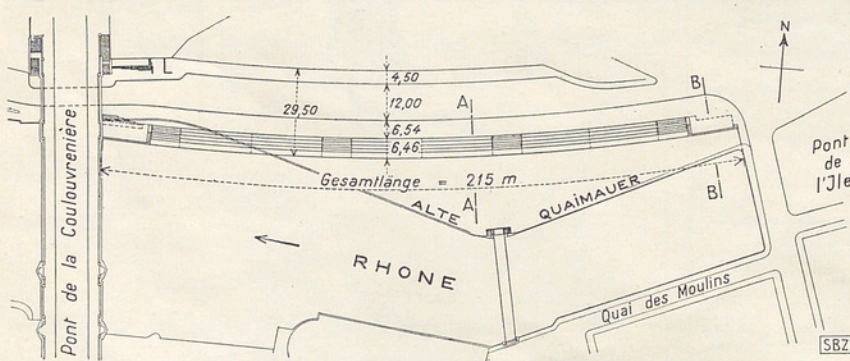 N
4,50
12,00
29,50
6,54
6,46
A
B
Gesamtlänge = 215 m
A
B
ALTE QUAIMAUER
RHONE
Pont de la Coulouvrenière
Pont
de
l'Jle
Quai des Moulins
SBZ